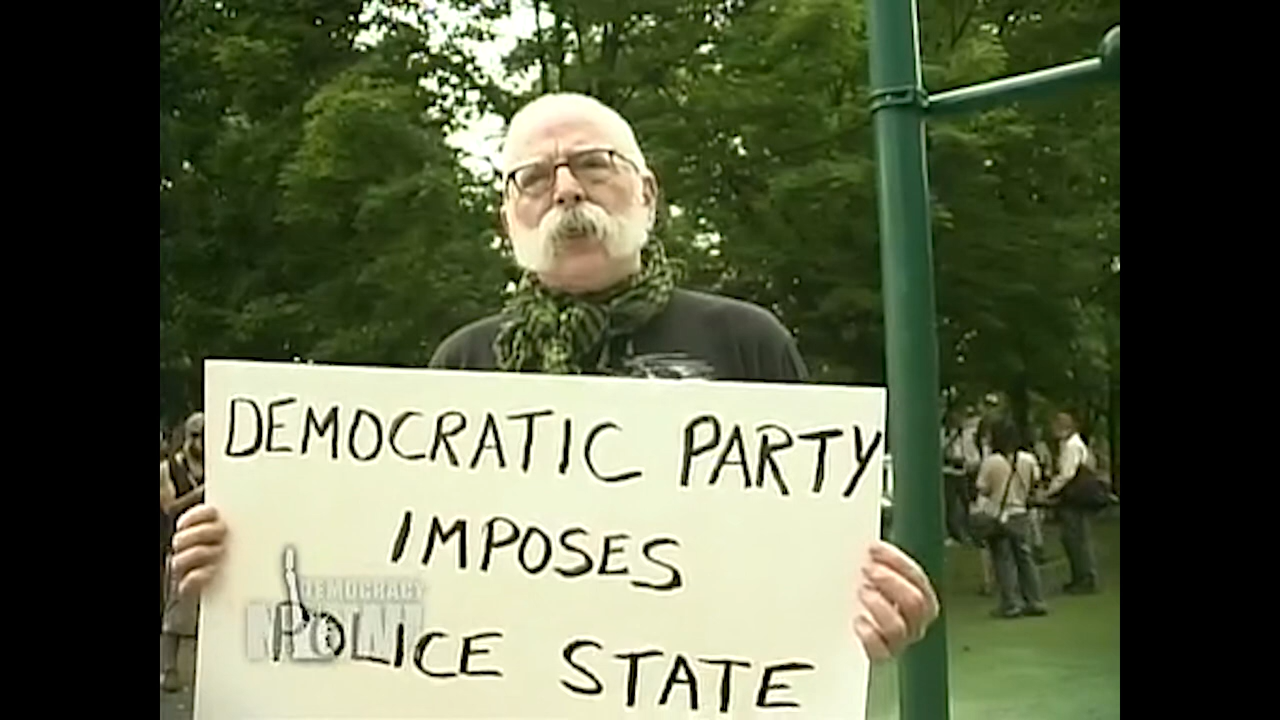 DEMOCRATIC PARTY
IMPOSES
DEMOCRACY
NOW!
POLICE STATE